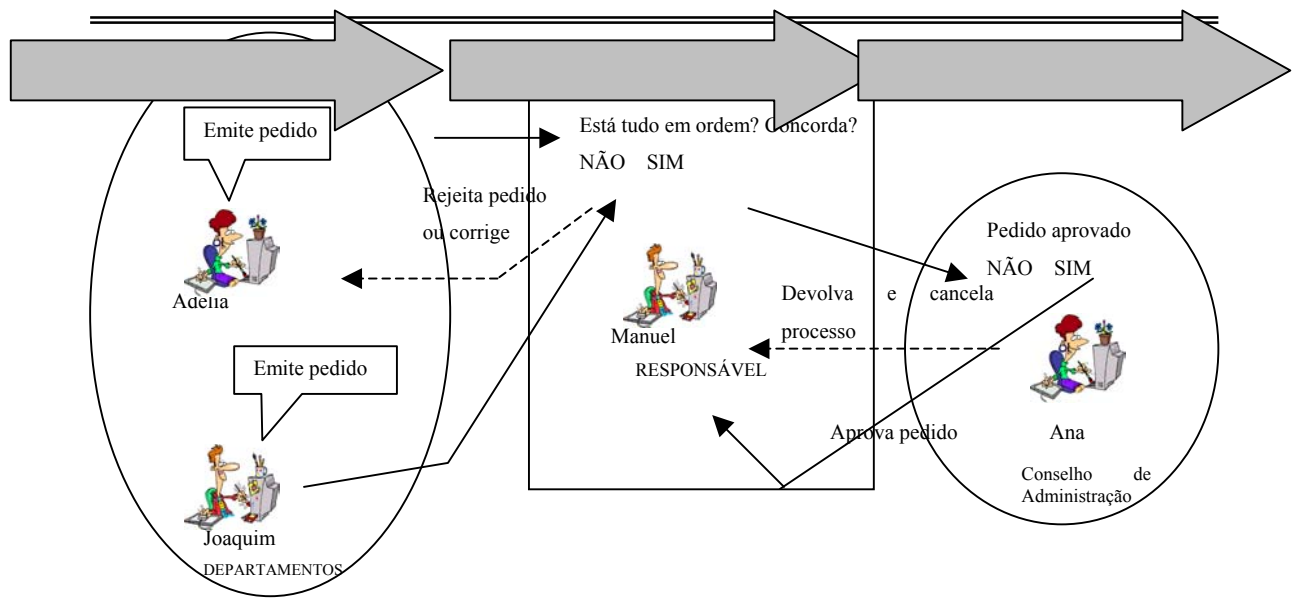 Emite pedido
Adélia
Emite pedido
Joaquim
DEPARTAMENTOS
Rejeita pedido
ou corrige
Está tudo em ordem? Concorda?
NÃO SIM
Manuel
RESPONSÁVEL
Devolva e cancela
processo
Aprova pedido
Pedido aprovado
NÃO SIM
Ana
Conselho de
Administração